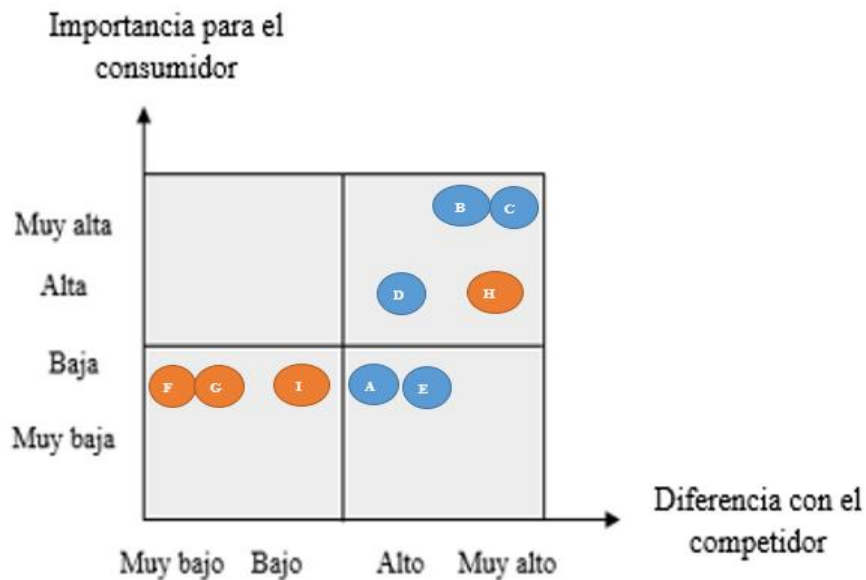 Importancia para el
consumidor
B C
Muy alta
Alta
D H
Baja
F G I A E
Muy baja
Diferencia con el
competidor
Muy bajo Bajo Alto Muy alto